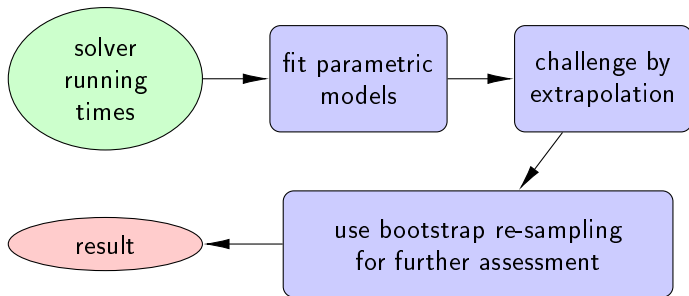 solver
running
times
fit parametric
models
challenge by
extrapolation
use bootstrap re-sampling
for further assessment
result